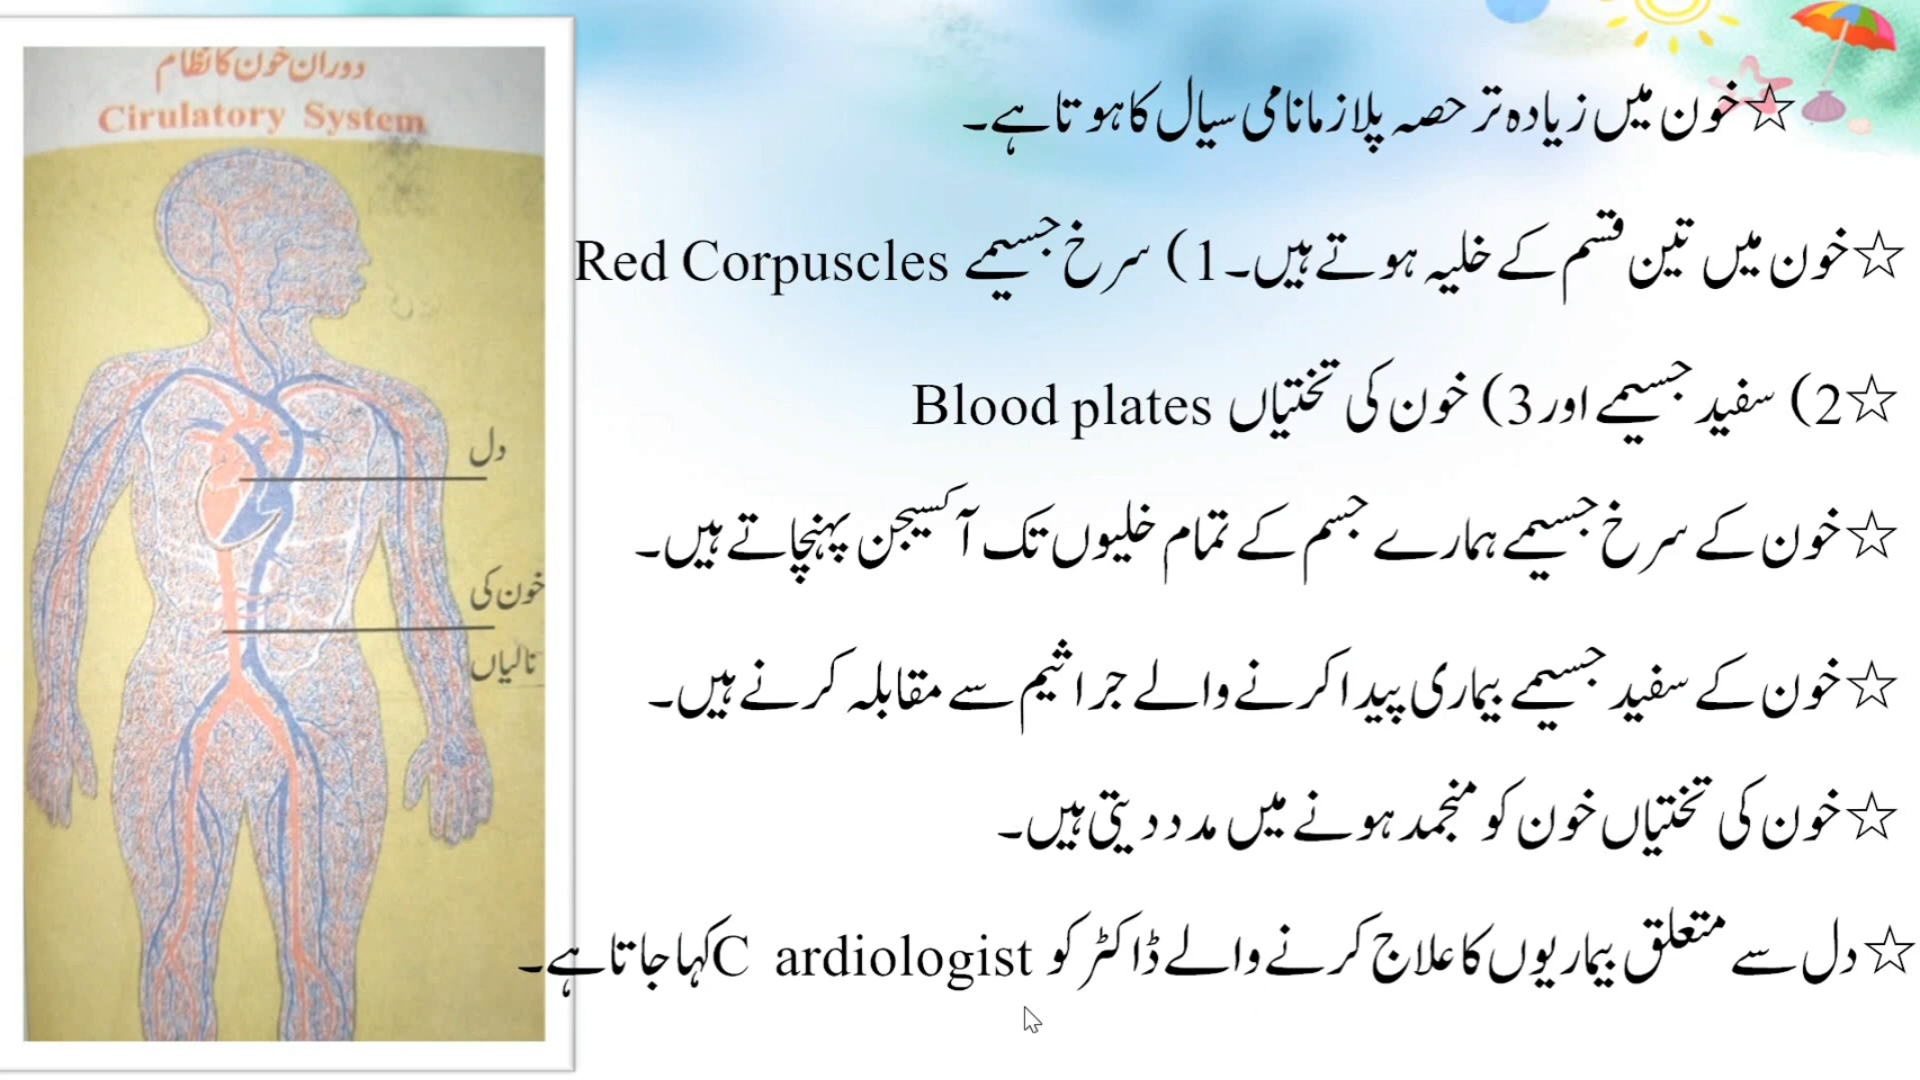 دوران خون کا نظام
Cirulatory System
دل
خون کی
نالیاں
☆خون میں زیادہ تر حصہ پلازما نامی سیال کا ہوتا ہے۔
☆خون میں تین قسم کے خلیہ ہوتے ہیں۔1) سرخ جسیمے Red Corpuscles
☆2) سفید جسیمے اور 3) خون کی تختیاں Blood plates
☆خون کے سرخ جسیمے ہمارے جسم کے تمام خلیوں تک آکسیجن پہنچاتے ہیں۔
☆خون کے سفید جسیمے بیماری پیدا کرنے والے جراثیم سے مقابلہ کرنے ہیں۔
☆خون کی تختیاں خون کو منجمد ہونے میں مدد دیتی ہیں۔
☆دل سے متعلق بیماریوں کا علاج کرنے والے ڈاکٹر کو C ardiologist کہا جاتا ہے۔